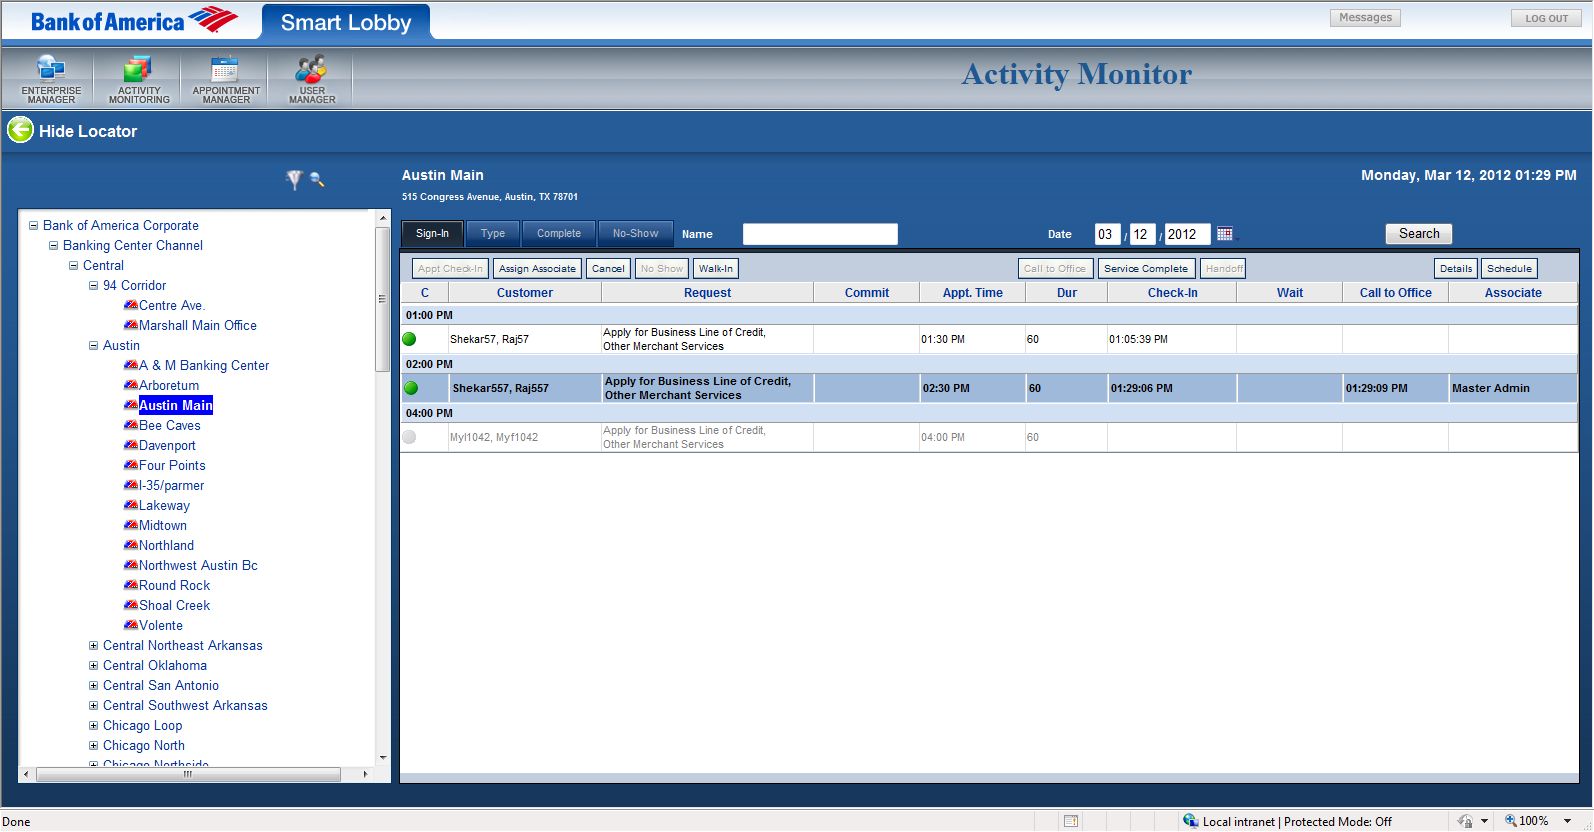 Bank of America
Smart Lobby
Messages
LOG OUT
ENTERPRISE
MANAGER
ACTIVITY
MONITORING
APPOINTMENT
MANAGER
USER
MANAGER
Activity Monitor
Hide Locator
Austin Main
Monday, Mar 12, 2012 01:29 PM
515 Congress Avenue, Austin, TX 78701
Bank of America Corporate
Banking Center Channel
Central
94 Corridor
Centre Ave.
Marshall Main Office
Austin
A & M Banking Center
Arboretum
Austin Main
Bee Caves
Davenport
Four Points
I-35/parmer
Lakeway
Midtown
Northland
Northwest Austin Bc
Round Rock
Shoal Creek
Volente
Central Northeast Arkansas
Central Oklahoma
Central San Antonio
Central Southwest Arkansas
Chicago Loop
Chicago North
Chicago Northside
Sign-In Type Complete No-Show Name Date 03 / 12 / 2012 Search
Appt Check-In Assign Associate Cancel No Show Walk-In Call to Office Service Complete Handoff Details Schedule
C Customer Request Commit Appt. Time Dur Check-In Wait Call to Office Associate
01:00 PM
Shekar57, Raj57 Apply for Business Line of Credit, 01:30 PM 60 01:05:39 PM
Other Merchant Services
02:00 PM
Shekar557, Raj557 Apply for Business Line of Credit, 02:30 PM 60 01:29:06 PM 01:29:09 PM Master Admin
Other Merchant Services
04:00 PM
Myl1042, Myf1042 Apply for Business Line of Credit, 04:00 PM 60
Other Merchant Services
Done
Local intranet | Protected Mode: Off
100%